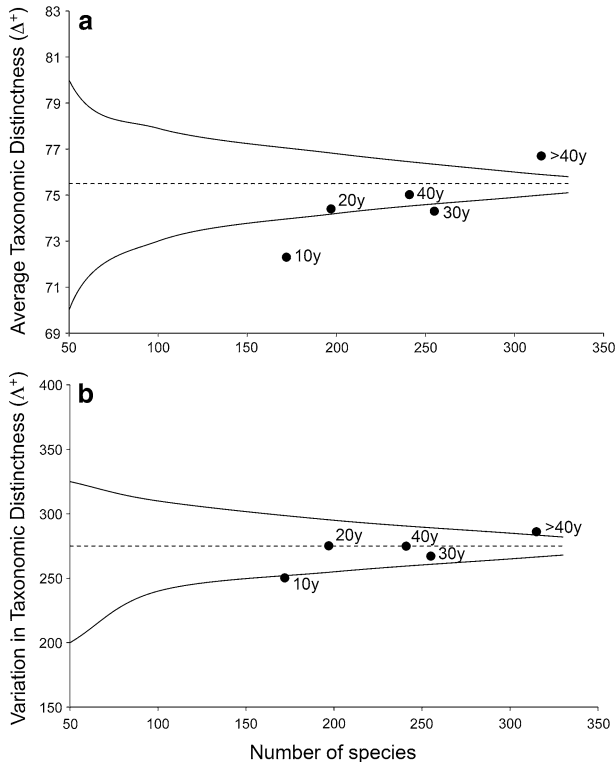 a
Average Taxonomic Distinctness (Δ⁺)
83
81
79
77
75
73
71
69
>40y
20y
40y
30y
10y
50 100 150 200 250 300 350
b
Variation in Taxonomic Distinctness (Λ⁺)
400
350
300
250
200
150
>40y
20y
40y
30y
10y
50 100 150 200 250 300 350
Number of species